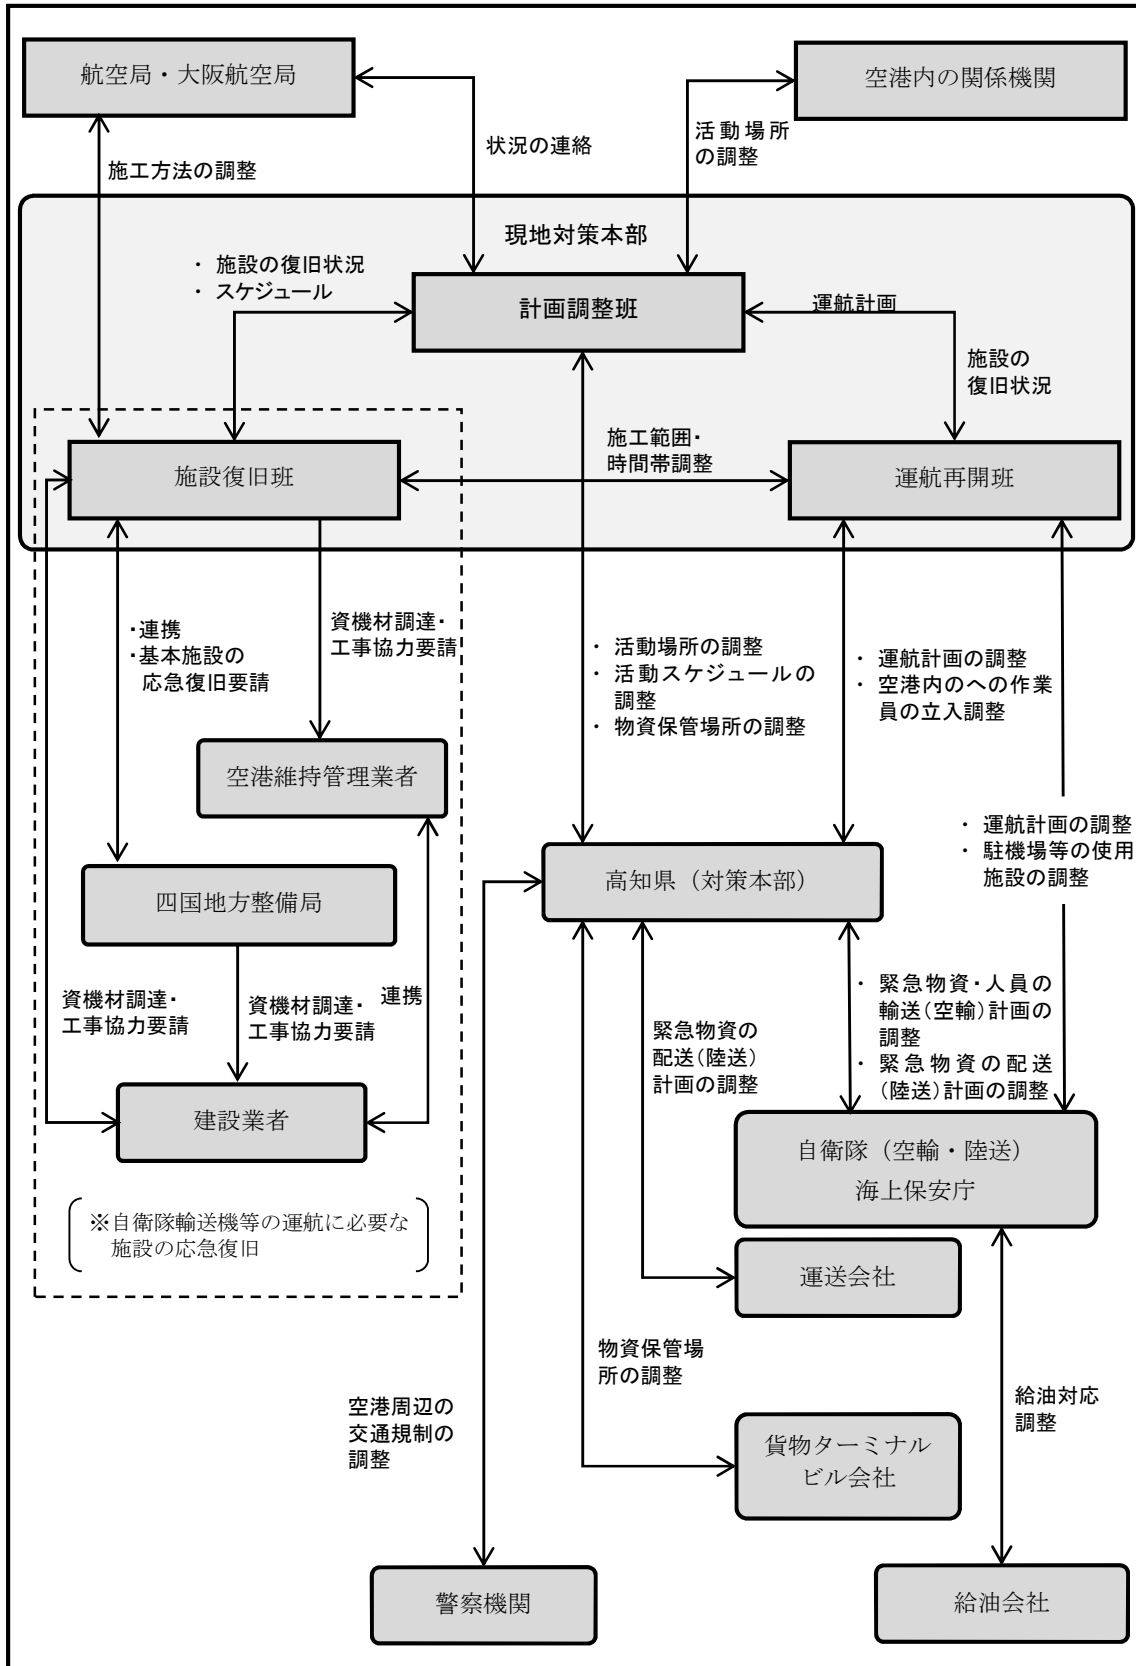 航空局・大阪航空局
空港内の関係機関
状況の連絡
活動場所
の調整
施工方法の調整
現地対策本部
・ 施設の復旧状況
・ スケジュール
計画調整班
運航計画
施設の
復旧状況
施工範囲・
時間帯調整
施設復旧班
運航再開班
・連携
・基本施設の
応急復旧要請
資機材調達・
工事協力要請
・ 活動場所の調整
・ 活動スケジュールの
調整
・ 物資保管場所の調整
・ 運航計画の調整
・ 空港内のへの作業
員の立入調整
空港維持管理業者
・ 運航計画の調整
・ 駐機場等の使用
施設の調整
高知県（対策本部）
四国地方整備局
資機材調達・
工事協力要請
資機材調達・
工事協力要請
連携
緊急物資の
配送(陸送)
計画の調整
・ 緊急物資・人員の
輸送(空輸)計画の
調整
・ 緊急物資の配送
(陸送)計画の調整
建設業者
自衛隊（空輸・陸送）
海上保安庁
※自衛隊輸送機等の運航に必要な
施設の応急復旧
運送会社
物資保管場
所の調整
空港周辺の
交通規制の
調整
給油対応
調整
貨物ターミナル
ビル会社
警察機関
給油会社